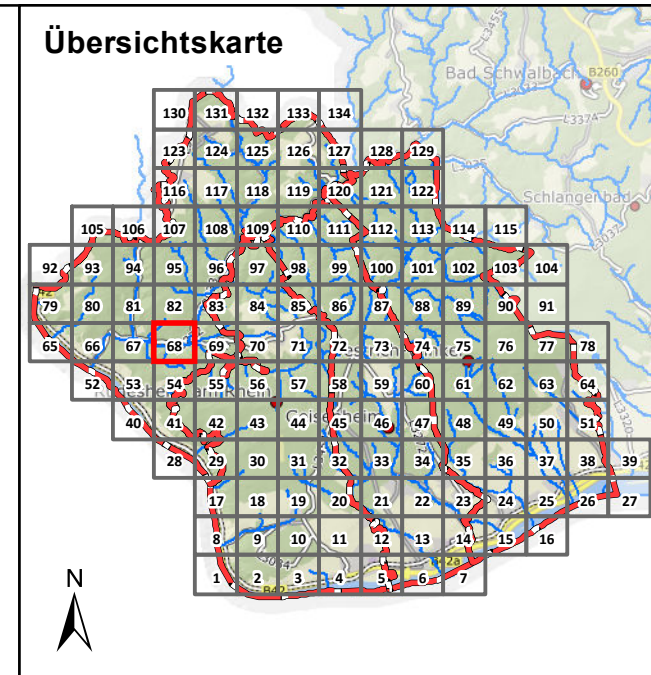 Übersichtskarte
L3455
Bad Schwalbach
B260
L3374
130 131 132 133 134
123 124 125 126 127 128 129
L3035
116 117 118 119 120 121 122
Schlangenbad
105 106 107 108 109 110 111 112 113 114 115
L3037
92 93 94 95 96 97 98 99 100 101 102 103 104
79 80 81 82 83 84 85 86 87 88 89 90 91
65 66 67 68 69 70 71 72 73 74 75 76 77 78
52 53 54 55 56 57 58 59 60 61 62 63 64
Geisenheim
L3320
40 41 42 43 44 45 46 47 48 49 50 51
L3272
28 29 30 31 32 33 34 35 36 37 38 39
17 18 19 20 21 22 23 24 25 26 27
8 9 10 11 12 13 14 15 16
L3034
B42a
1 2 3 4 5 6 7
B42
N